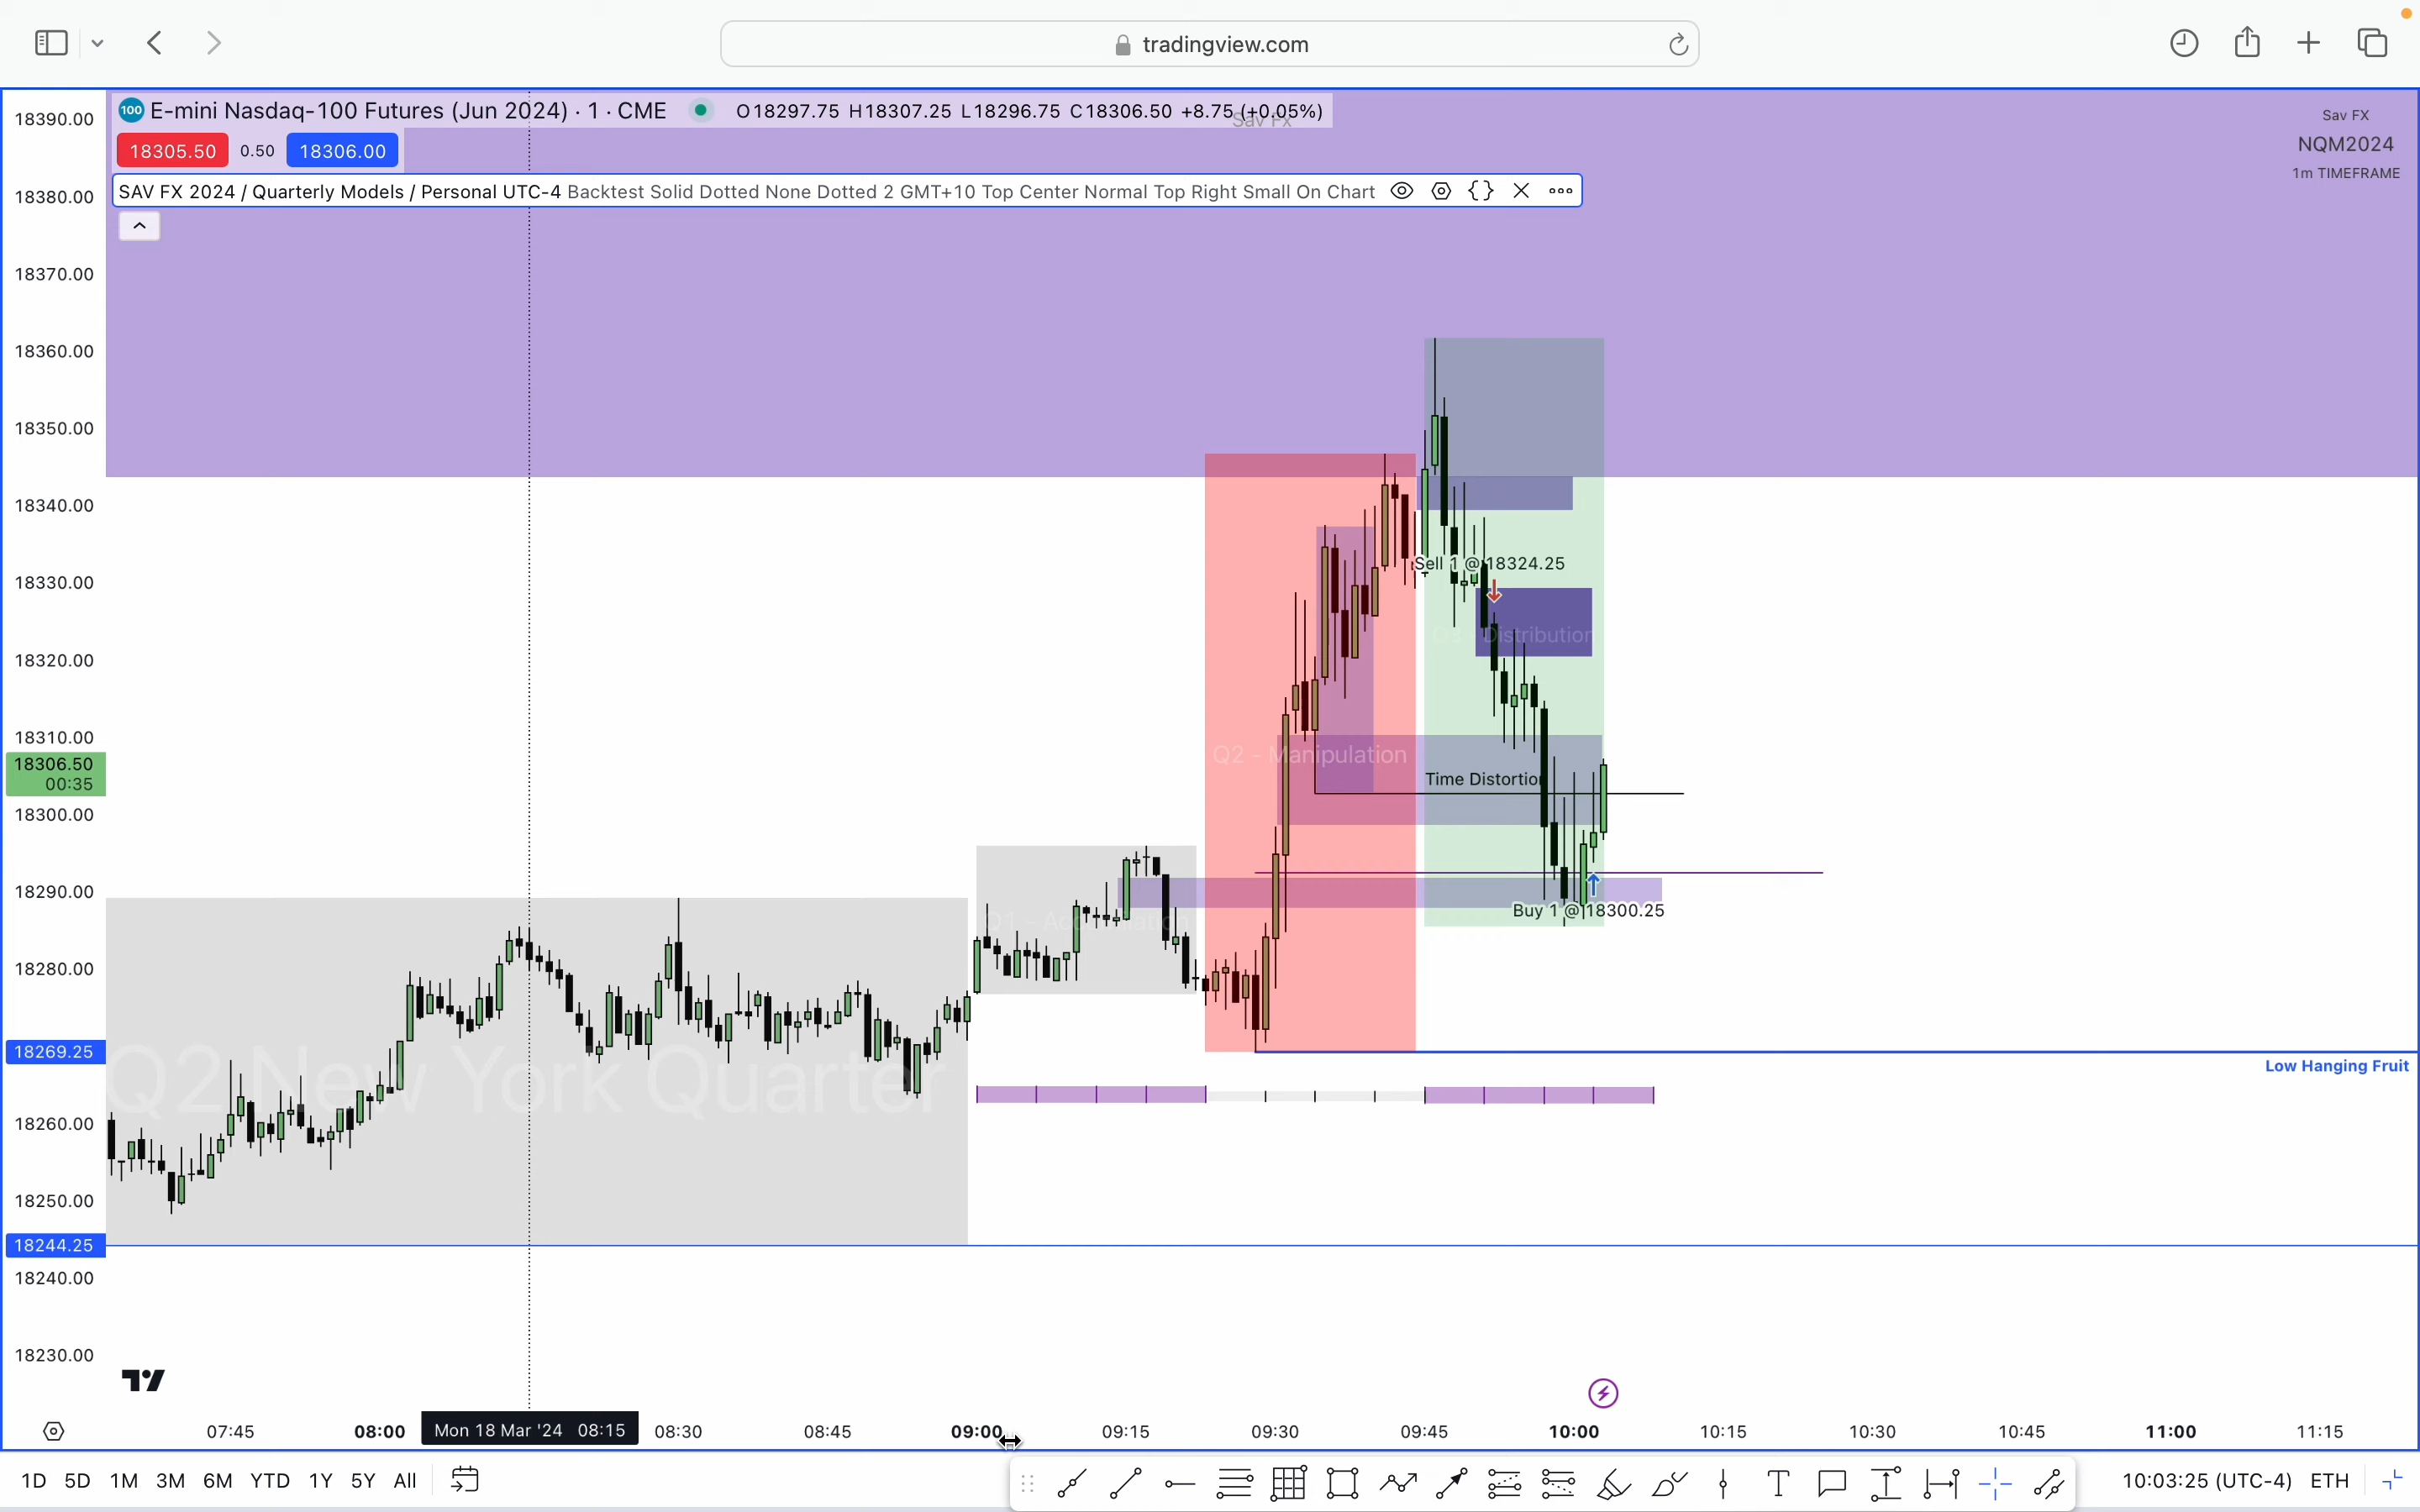 tradingview.com
100 E-mini Nasdaq-100 Futures (Jun 2024) · 1 · CME O18297.75 H18307.25 L18296.75 C18306.50 +8.75 (+0.05%)
Sav FX
Sav FX
NQM2024
1m TIMEFRAME
18305.50 0.50 18306.00
SAV FX 2024 / Quarterly Models / Personal UTC-4 Backtest Solid Dotted None Dotted 2 GMT+10 Top Center Normal Top Right Small On Chart
18390.00
18380.00
18370.00
18360.00
18350.00
18340.00
18330.00
18320.00
18310.00
18306.50
00:35
18300.00
18290.00
18280.00
18269.25
18260.00
18250.00
18244.25
18240.00
18230.00
Sell 1 @ 18324.25
Distribution
Q2 - Manipulation
Time Distortion
Q1 - Accumulation
Buy 1 @ 18300.25
Q2 New York Quarter
Low Hanging Fruit
07:45 08:00 Mon 18 Mar '24 08:15 08:30 08:45 09:00 09:15 09:30 09:45 10:00 10:15 10:30 10:45 11:00 11:15
1D 5D 1M 3M 6M YTD 1Y 5Y All 10:03:25 (UTC-4) ETH